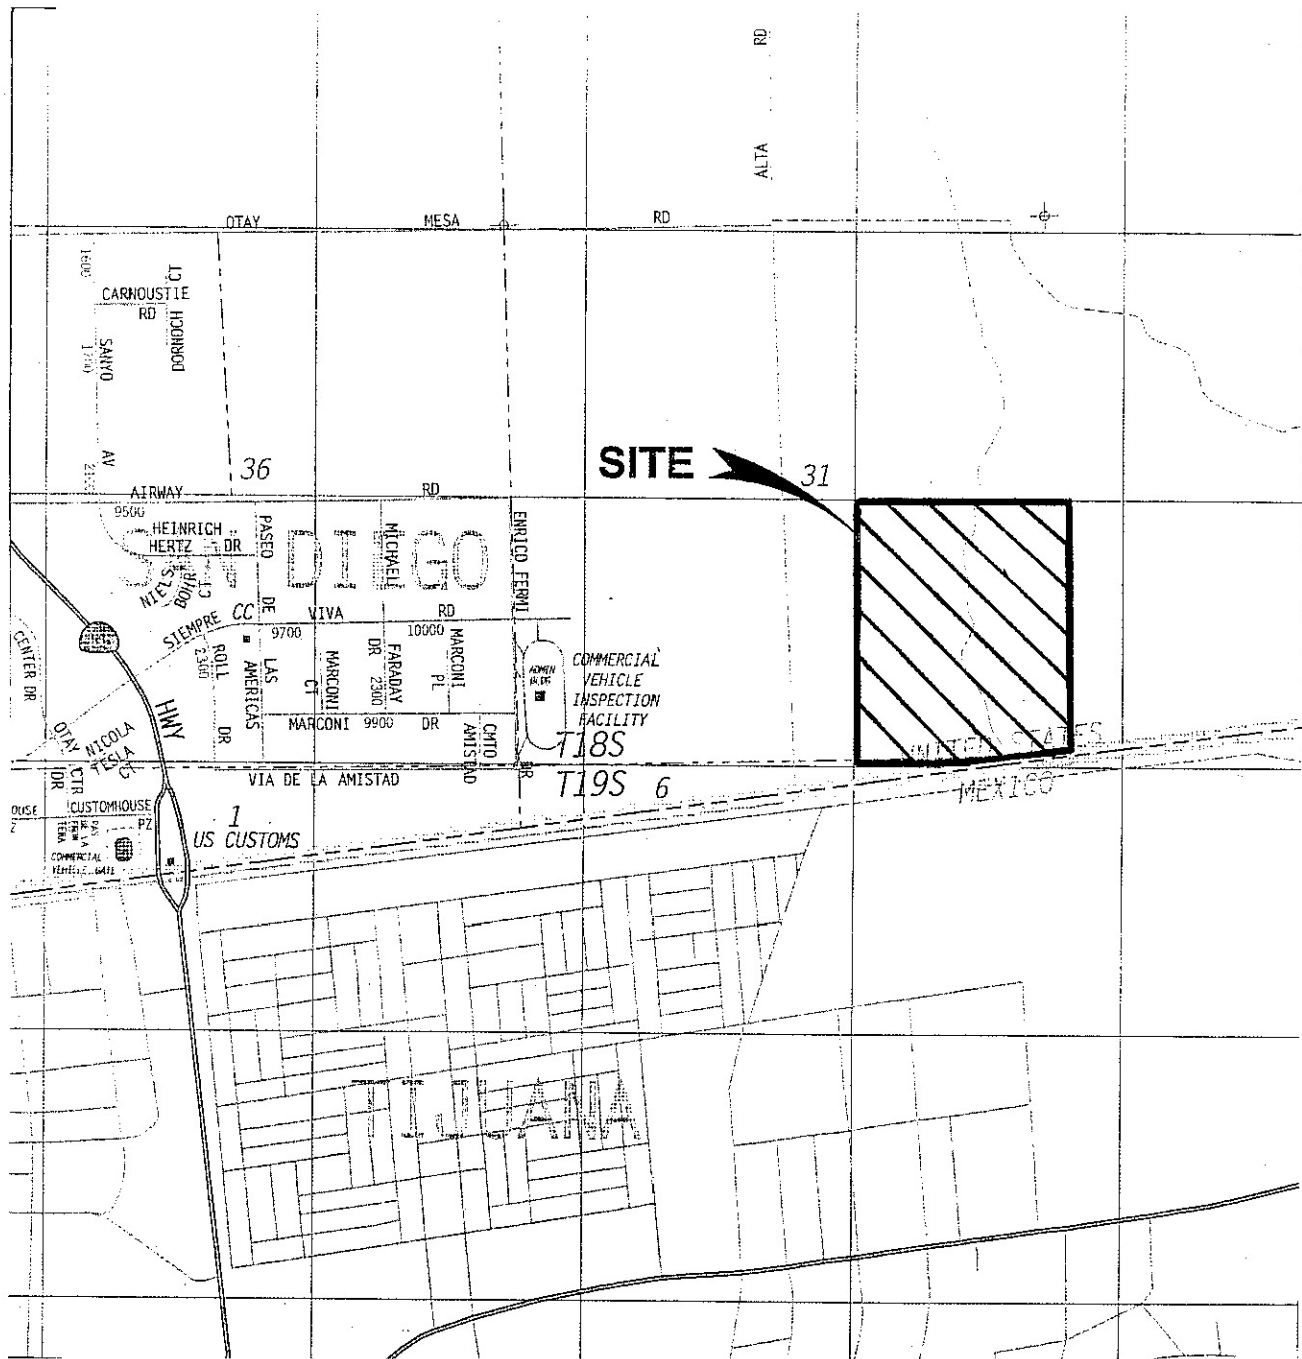 RD
ALTA
OTAY MESA RD
1600
CARNOUSTIE
RD
DORNOCH CT
SANYO
AV
36
SITE
31
AIRWAY RD
9500
HEINRICH
HERTZ DR
NIELS
BOHR CT
PASEO
DE
LAS
AMERICAS
SAN DIEGO
MICHAEL
FARADAY
DR
2300
ENRICO FERMI
DR
SIEMPRE
CC
VIVA
RD
9700
10000
ROLL
2300
DR
MARCONI
CT
MARCONI
PL
MARCONI 9900 DR
CMTO
AMISTAD
ADMIN
COMMERCIAL
VEHICLE
INSPECTION
FACILITY
T18S
T19S
6
CENTER DR
HWY
OTAY CTR
DR
NICOLA
TESLA
CT
VIA DE LA AMISTAD
CUSTOMHOUSE
PZ
1
US CUSTOMS
COMMERCIAL
UNITED STATES
MEXICO
TIJUANA